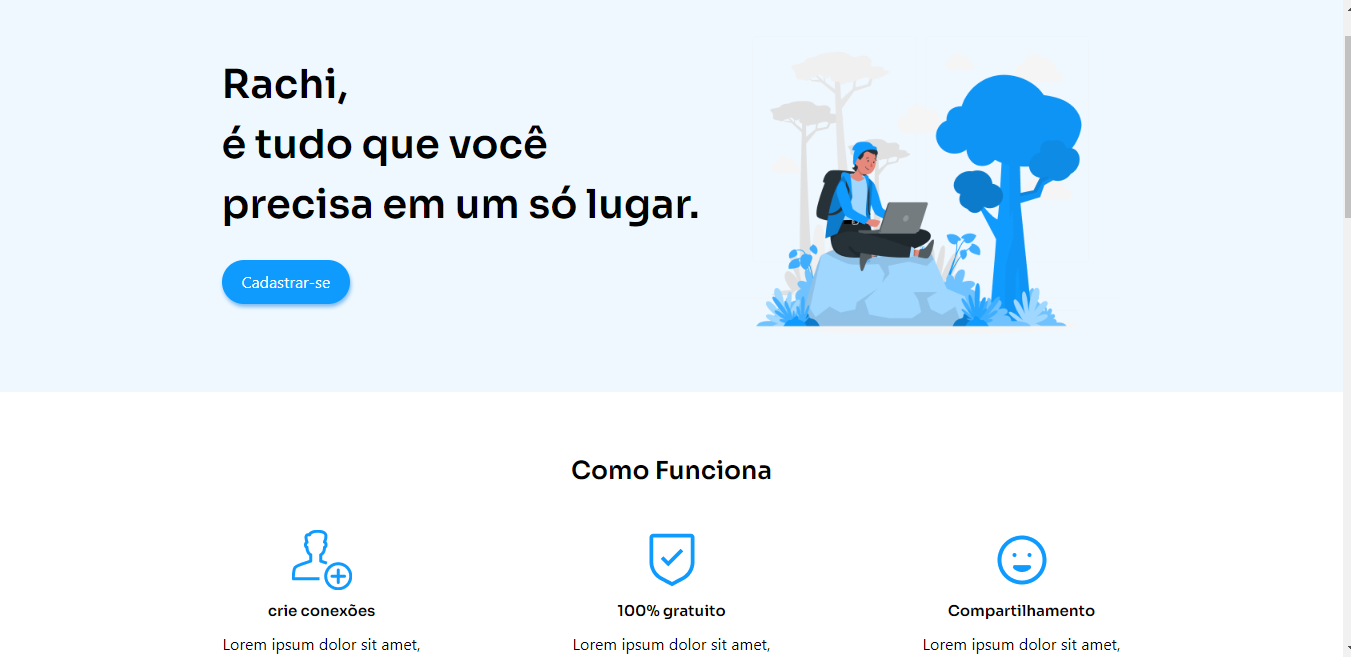 Rachi,
é tudo que você
precisa em um só lugar.
Cadastrar-se
Como Funciona
crie conexões
100% gratuito
Compartilhamento
Lorem ipsum dolor sit amet,
Lorem ipsum dolor sit amet,
Lorem ipsum dolor sit amet,